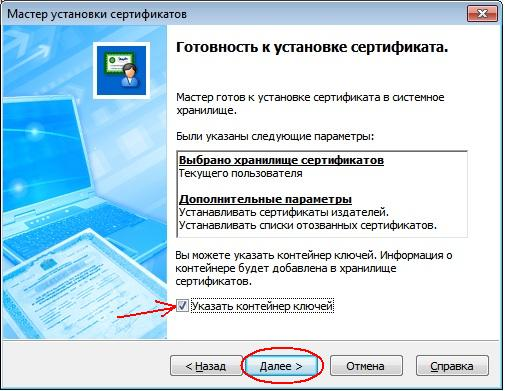 Мастер установки сертификатов
Готовность к установке сертификата.
Мастер готов к установке сертификата в системное
хранилище.
Были указаны следующие параметры:
Выбрано хранилище сертификатов
Текущего пользователя
Дополнительные параметры
Устанавливать сертификаты издателей.
Устанавливать списки отозванных сертификатов.
Вы можете указать контейнер ключей. Информация о
контейнере будет добавлена в хранилище
сертификатов.
Указать контейнер ключей
< Назад
Далее >
Отмена
Справка